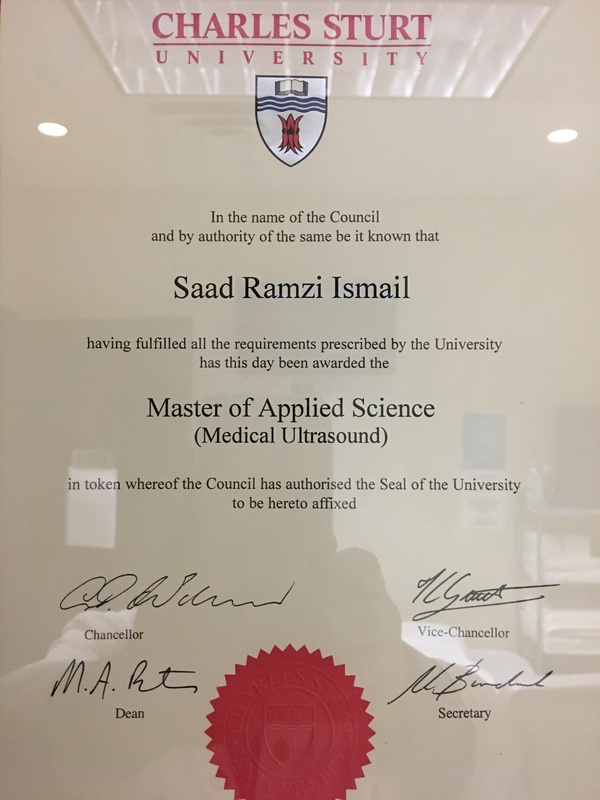 CHARLES STURT
UNIVERSITY
In the name of the Council
and by authority of the same be it known that
Saad Ramzi Ismail
having fulfilled all the requirements prescribed by the University
has this day been awarded the
Master of Applied Science
(Medical Ultrasound)
in token whereof the Council has authorised the Seal of the University
to be hereto affixed
Chancellor
Vice-Chancellor
M.A.
Dean
Secretary